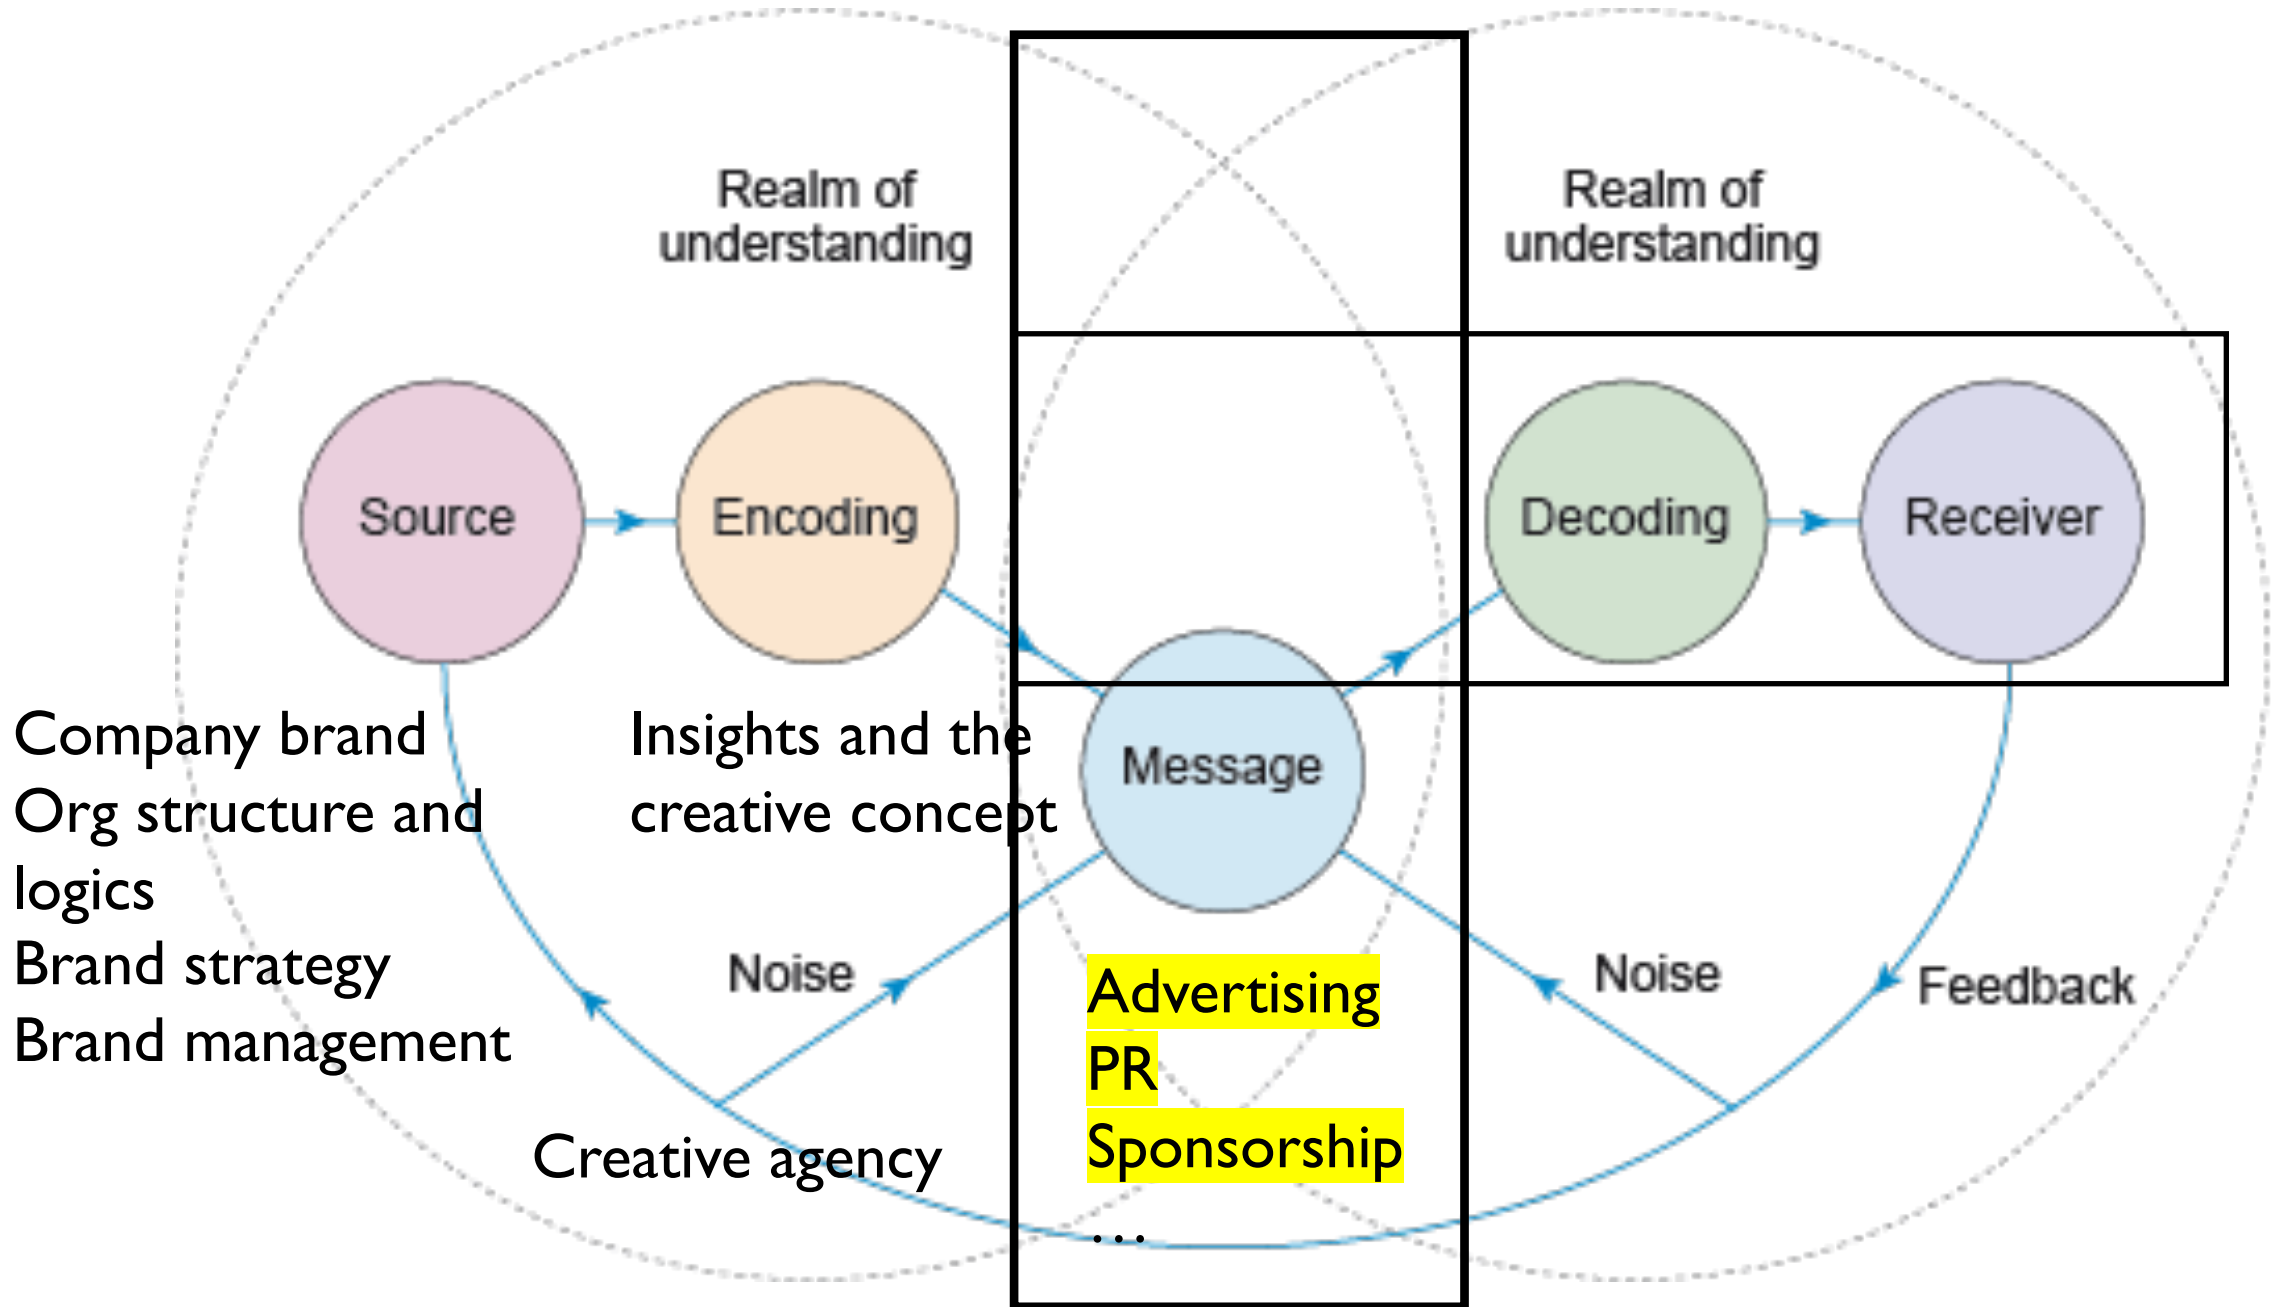 Realm of
understanding
Realm of
understanding
Source
Encoding
Decoding
Receiver
Message
Company brand
Org structure and
logics
Brand strategy
Brand management
Insights and the
creative concept
Noise
Noise
Feedback
Advertising
PR
Sponsorship
...
Creative agency